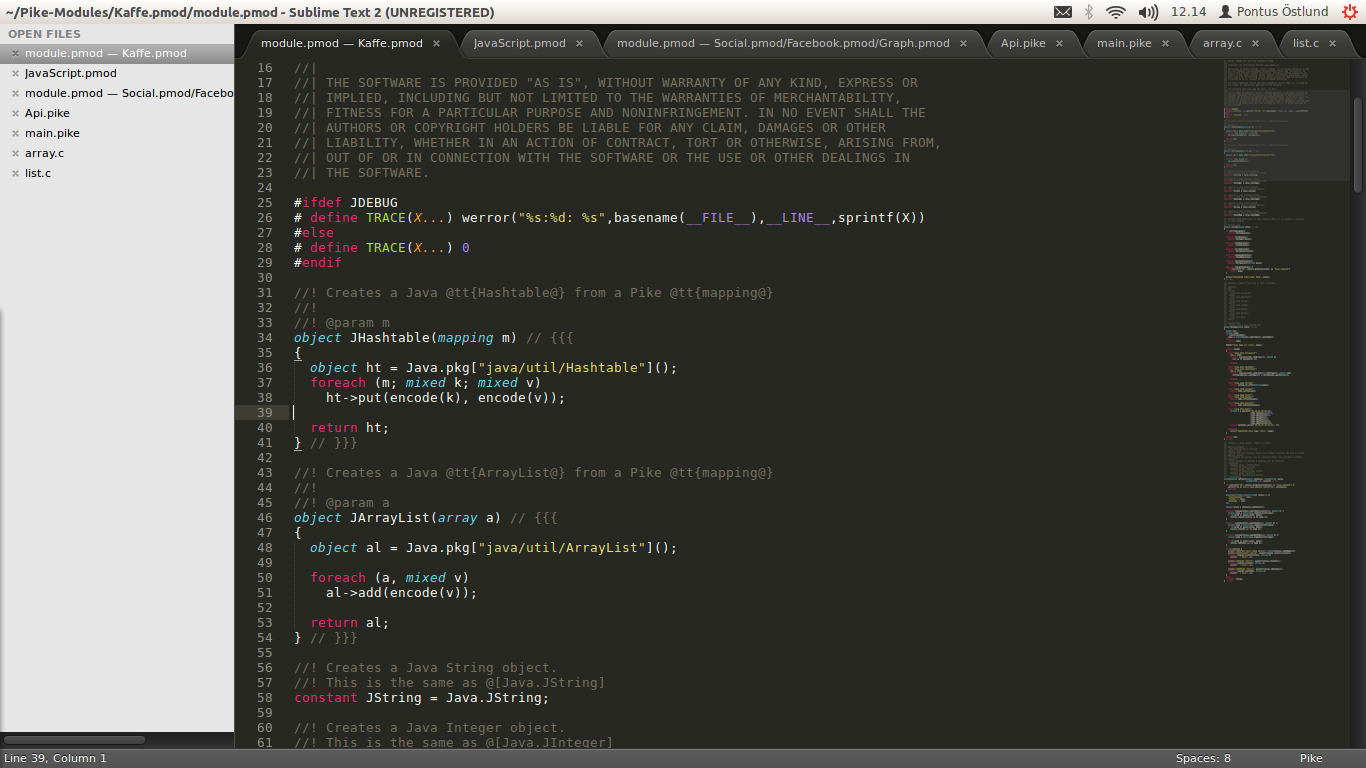 ~/Pike-Modules/Kaffe.pmod/module.pmod - Sublime Text 2 (UNREGISTERED)
12.14 Pontus Östlund
OPEN FILES
module.pmod — Kaffe.pmod
JavaScript.pmod
module.pmod — Social.pmod/Facebo
Api.pike
main.pike
array.c
list.c
module.pmod — Kaffe.pmod × JavaScript.pmod × module.pmod — Social.pmod/Facebook.pmod/Graph.pmod × Api.pike × main.pike × array.c × list.c ×
16 //|
17 //| THE SOFTWARE IS PROVIDED "AS IS", WITHOUT WARRANTY OF ANY KIND, EXPRESS OR
18 //| IMPLIED, INCLUDING BUT NOT LIMITED TO THE WARRANTIES OF MERCHANTABILITY,
19 //| FITNESS FOR A PARTICULAR PURPOSE AND NONINFRINGEMENT. IN NO EVENT SHALL THE
20 //| AUTHORS OR COPYRIGHT HOLDERS BE LIABLE FOR ANY CLAIM, DAMAGES OR OTHER
21 //| LIABILITY, WHETHER IN AN ACTION OF CONTRACT, TORT OR OTHERWISE, ARISING FROM,
22 //| OUT OF OR IN CONNECTION WITH THE SOFTWARE OR THE USE OR OTHER DEALINGS IN
23 //| THE SOFTWARE.
24
25 #ifdef JDEBUG
26 # define TRACE(X...) werror("%s:%d: %s",basename(__FILE__),__LINE__,sprintf(X))
27 #else
28 # define TRACE(X...) 0
29 #endif
30
31 //! Creates a Java @tt{Hashtable@} from a Pike @tt{mapping@}
32 //!
33 //! @param m
34 object JHashtable(mapping m) // {{{
35 {
36   object ht = Java.pkg["java/util/Hashtable"]();
37   foreach (m; mixed k; mixed v)
38     ht->put(encode(k), encode(v));
39
40   return ht;
41 } // }}}
42
43 //! Creates a Java @tt{ArrayList@} from a Pike @tt{mapping@}
44 //!
45 //! @param a
46 object JArrayList(array a) // {{{
47 {
48   object al = Java.pkg["java/util/ArrayList"]();
49
50   foreach (a, mixed v)
51     al->add(encode(v));
52
53   return al;
54 } // }}}
55
56 //! Creates a Java String object.
57 //! This is the same as @[Java.JString]
58 constant JString = Java.JString;
59
60 //! Creates a Java Integer object.
61 //! This is the same as @[Java.JInteger]
Line 39, Column 1 Spaces: 8 Pike